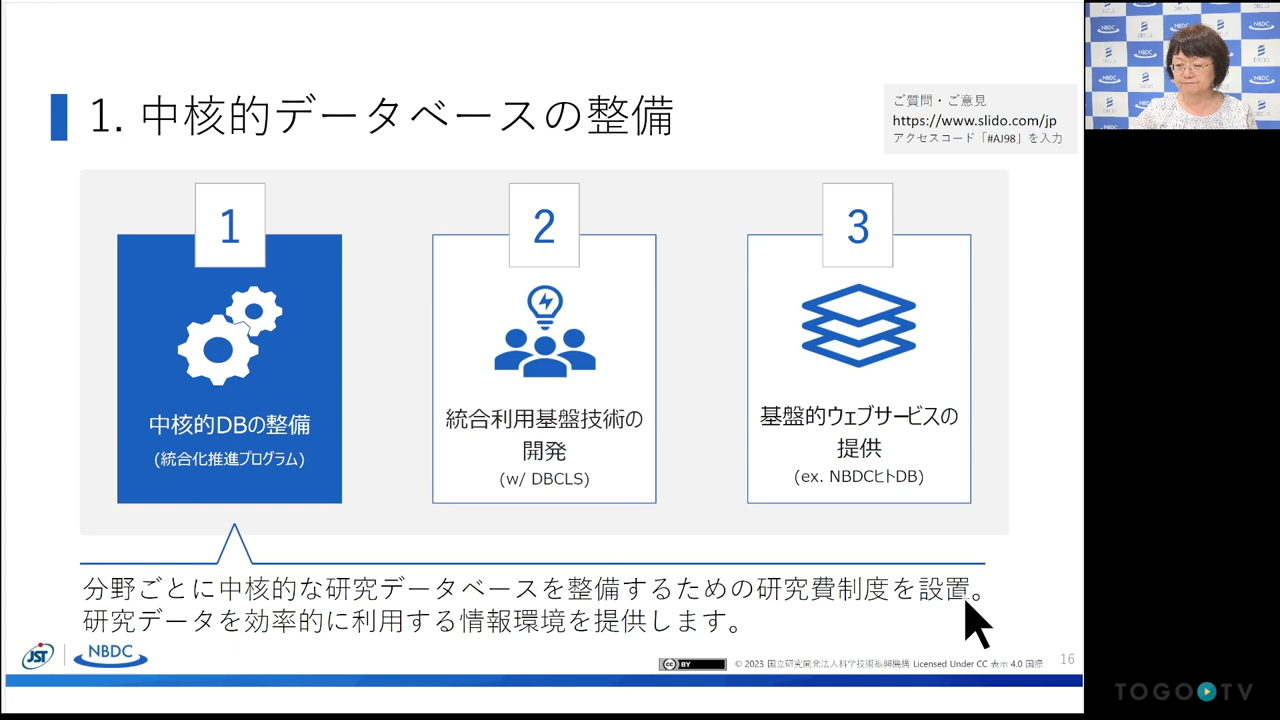 1. 中核的データベースの整備
ご質問・ご意見
https://www.slido.com/jp
アクセスコード「#AJ98」を入力
1
中核的DBの整備
(統合化推進プログラム)
2
統合利用基盤技術の
開発
(w/ DBCLS)
3
基盤的ウェブサービスの
提供
(ex. NBDCヒトDB)
分野ごとに中核的な研究データベースを整備するための研究費制度を設置。
研究データを効率的に利用する情報環境を提供します。
JST
NBDC
CC BY
© 2023 国立研究開発法人科学技術振興機構 Licensed Under CC 表示 4.0 国際
16
NBDC
TOGO TV